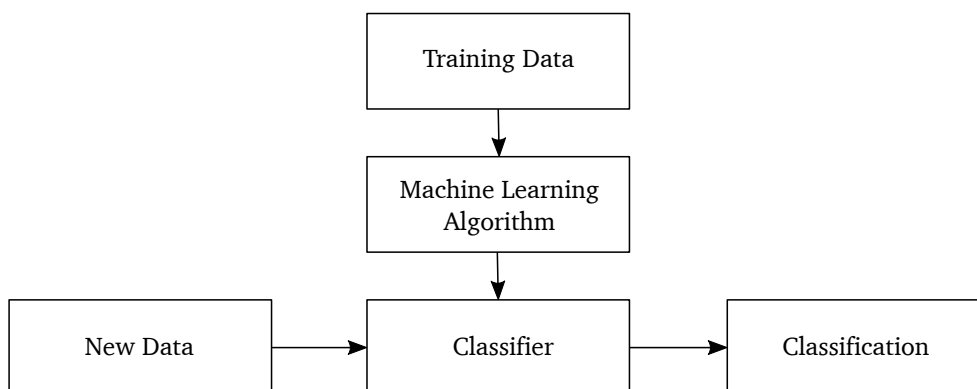 Training Data
Machine Learning
Algorithm
New Data
Classifier
Classification